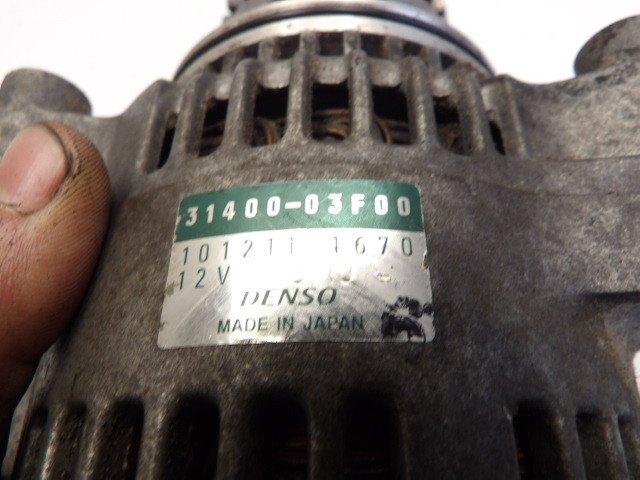 31400-03F00
101211 1670
12V
DENSO
MADE IN JAPAN